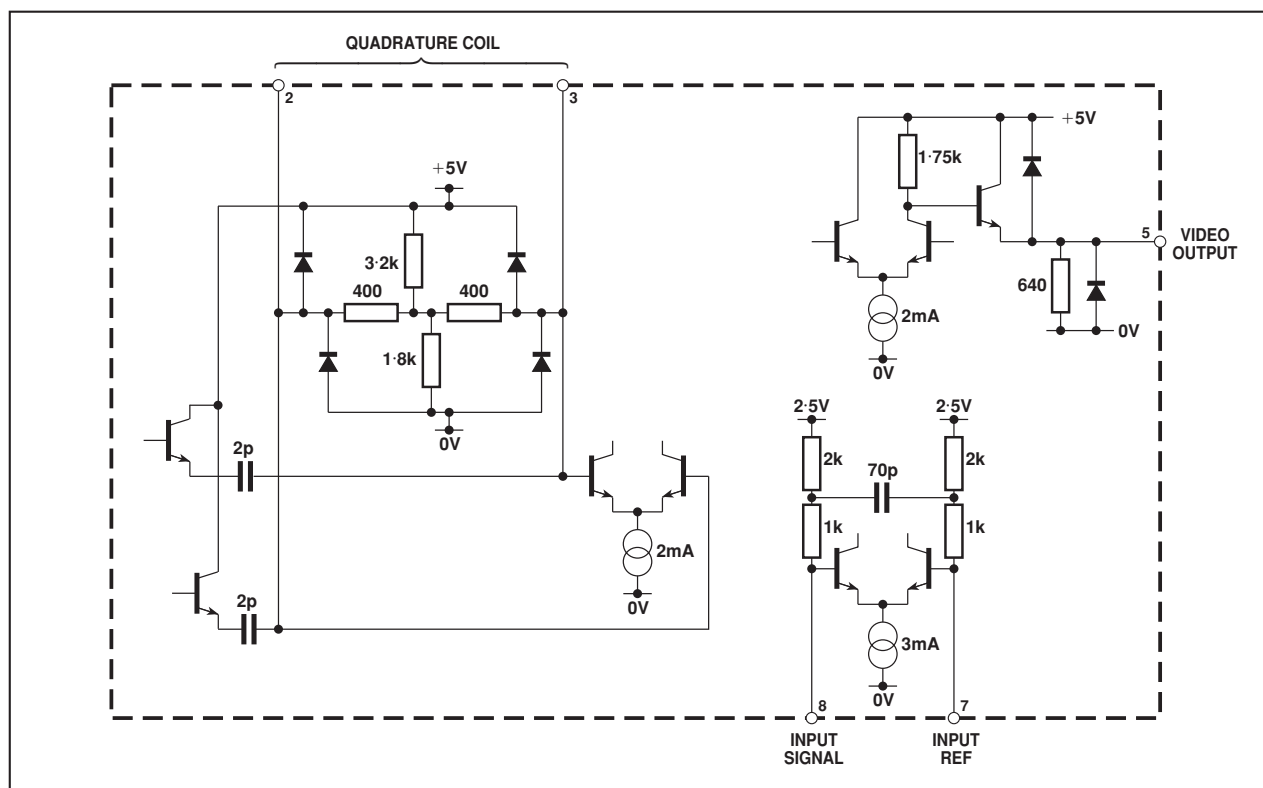 QUADRATURE COIL
2
3
+5V
3·2k
400
400
1·8k
0V
2p
2p
2mA
0V
+5V
1·75k
5
VIDEO
OUTPUT
640
0V
2mA
0V
2·5V
2·5V
2k
70p
2k
1k
1k
3mA
0V
8
7
INPUT
SIGNAL
INPUT
REF